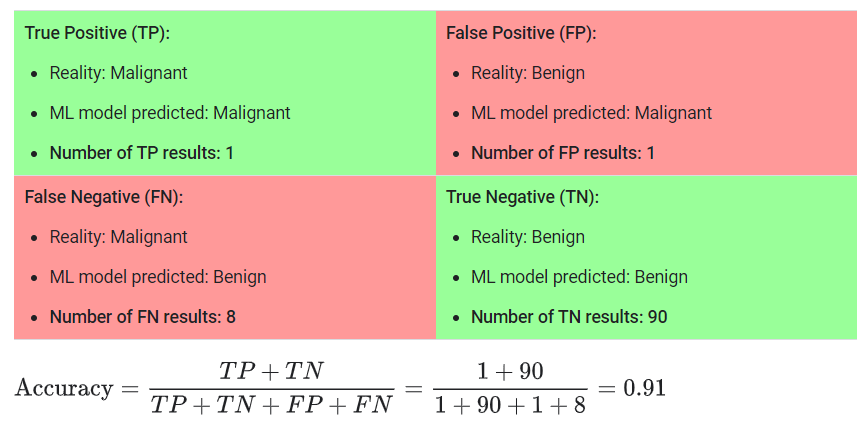 True Positive (TP):
• Reality: Malignant
• ML model predicted: Malignant
• Number of TP results: 1
False Positive (FP):
• Reality: Benign
• ML model predicted: Malignant
• Number of FP results: 1
False Negative (FN):
• Reality: Malignant
• ML model predicted: Benign
• Number of FN results: 8
True Negative (TN):
• Reality: Benign
• ML model predicted: Benign
• Number of TN results: 90
Accuracy = \frac{TP + TN}{TP + TN + FP + FN} = \frac{1 + 90}{1 + 90 + 1 + 8} = 0.91